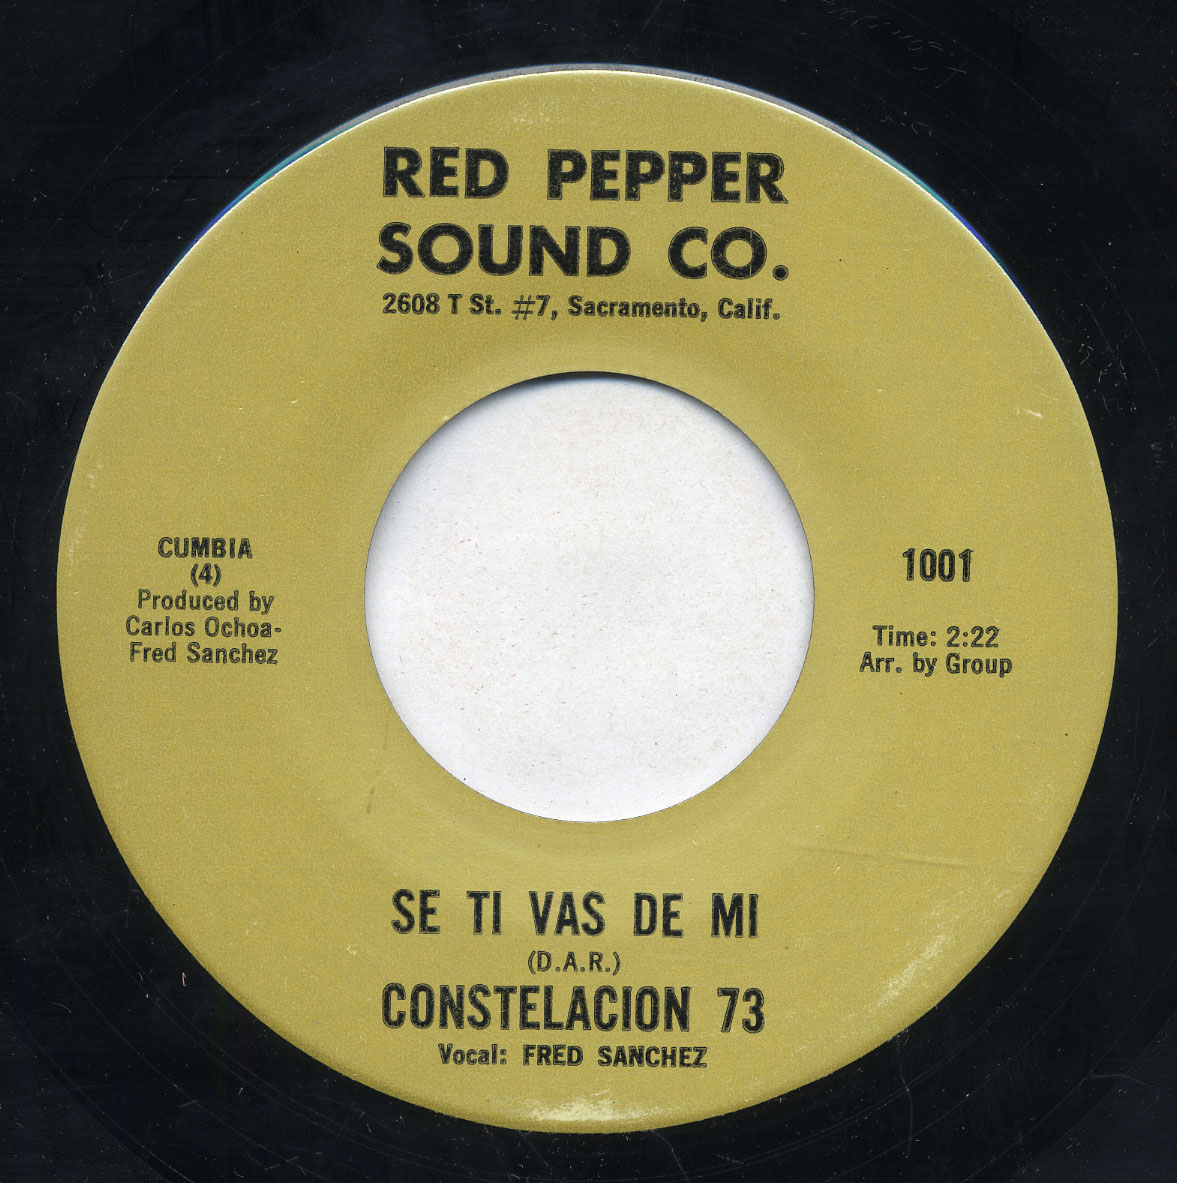 RED PEPPER
SOUND CO.
2608 T St. #7, Sacramento, Calif.
CUMBIA
(4)
Produced by
Carlos Ochoa-
Fred Sanchez
1001
Time: 2:22
Arr. by Group
SE TI VAS DE MI
(D.A.R.)
CONSTELACION 73
Vocal: FRED SANCHEZ